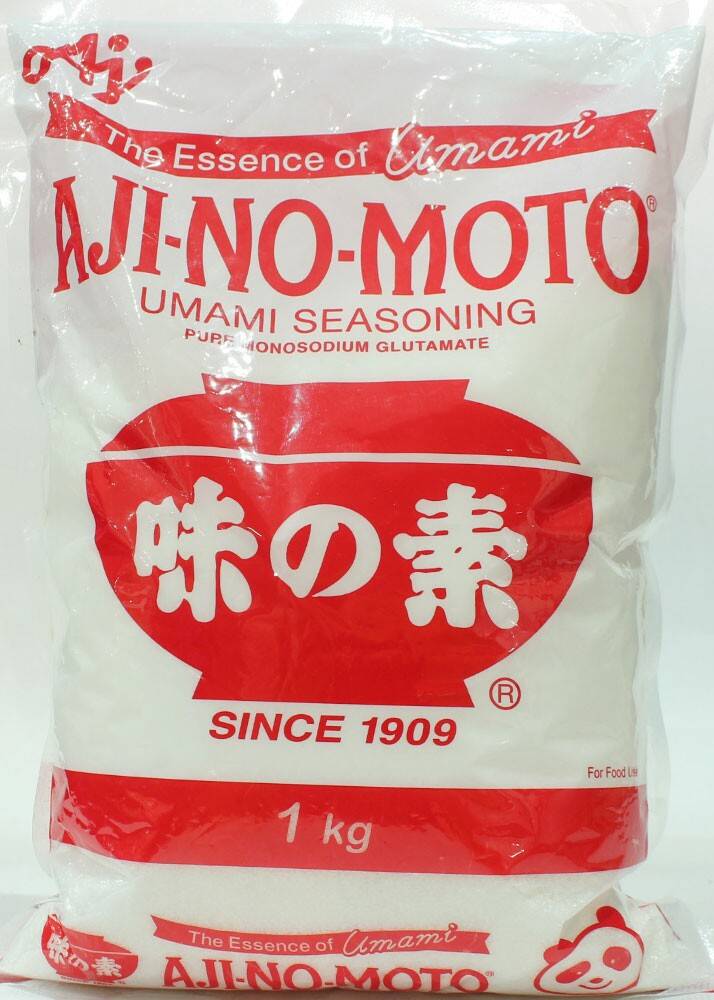 Aji
The Essence of Umami
AJI-NO-MOTO®
UMAMI SEASONING
PURE MONOSODIUM GLUTAMATE
味の素
®
SINCE 1909
For Food Use
1 kg
味の素
The Essence of Umami
AJI-NO-MOTO®